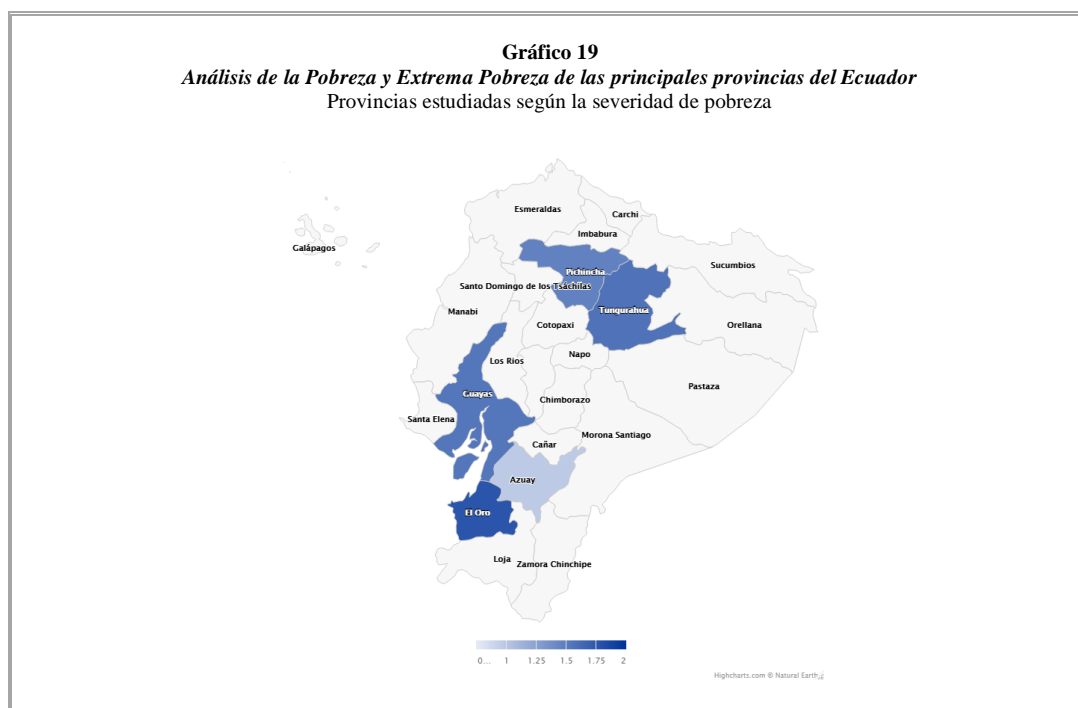 Gráfico 19
Análisis de la Pobreza y Extrema Pobreza de las principales provincias del Ecuador
Provincias estudiadas según la severidad de pobreza
Esmeraldas
Carchi
Imbabura
Galápagos
Pichincha
Sucumbios
Santo Domingo de los Tsáchilas
Manabi
Tungurahua
Cotopaxi
Orellana
Los Rios
Napo
Pastaza
Guayas
Chimborazo
Santa Elena
Morona Santiago
Cañar
Azuay
El Oro
Loja
Zamora Chinchipe
0... 1 1.25 1.5 1.75 2
Highcharts.com © Natural Earth